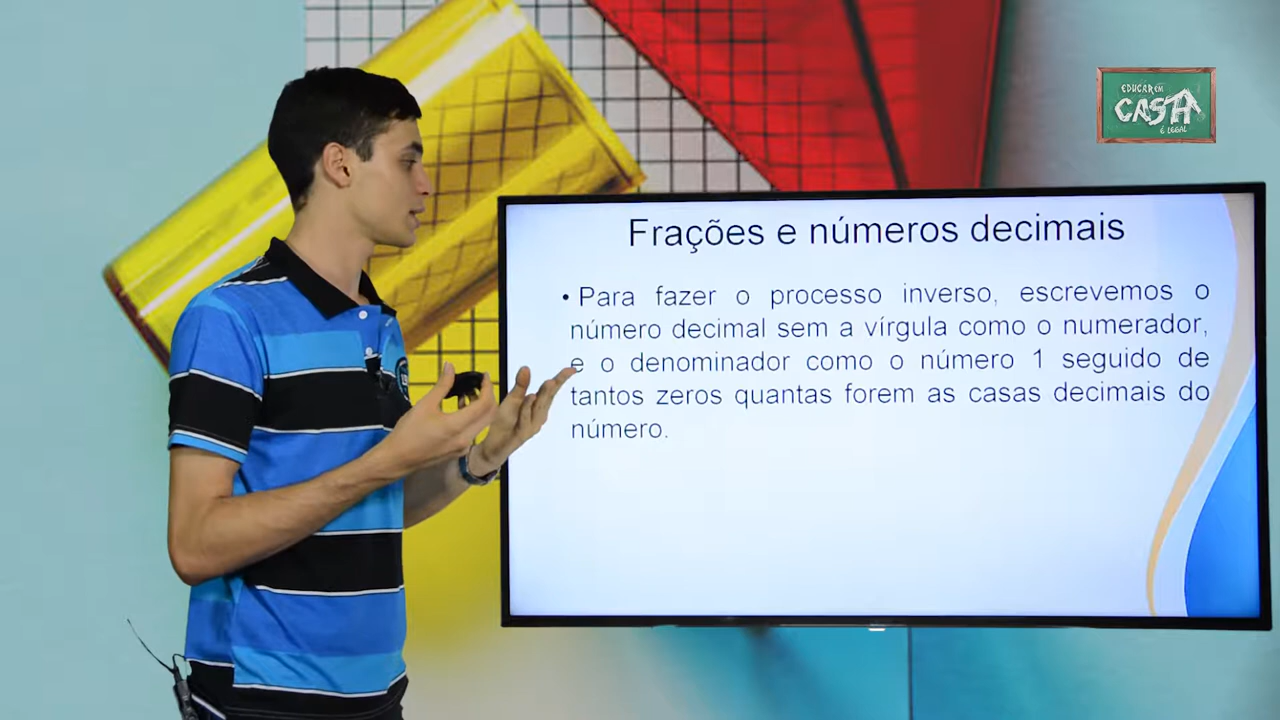 EDUCAR EM
CASA
É LEGAL
Frações e números decimais
• Para fazer o processo inverso, escrevemos o
número decimal sem a vírgula como o numerador,
e o denominador como o número 1 seguido de
tantos zeros quantas forem as casas decimais do
número.